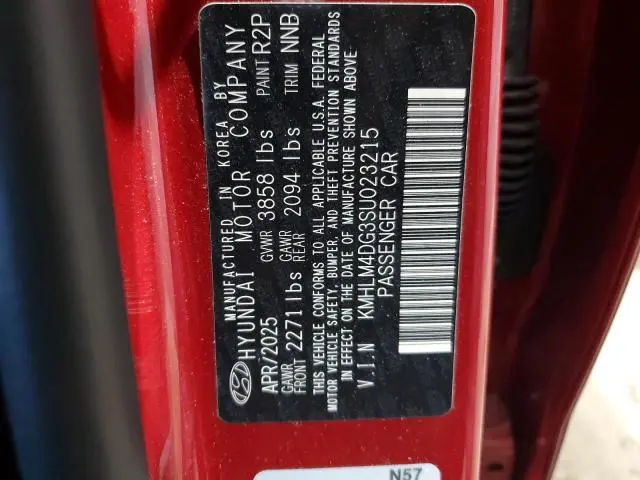 MANUFACTURED IN KOREA BY
HYUNDAI MOTOR COMPANY
APR/2025 GVWR 3858 lbs PAINT R2P
GAWR FRONT 2271lbs GAWR REAR 2094 lbs TRIM NNB
THIS VEHICLE CONFORMS TO ALL APPLICABLE U.S.A. FEDERAL
MOTOR VEHICLE SAFETY, BUMPER, AND THEFT PREVENTION STANDARDS
IN EFFECT ON THE DATE OF MANUFACTURE SHOWN ABOVE.
V.I.N KMHLM4DG3SU023215
PASSENGER CAR
N57